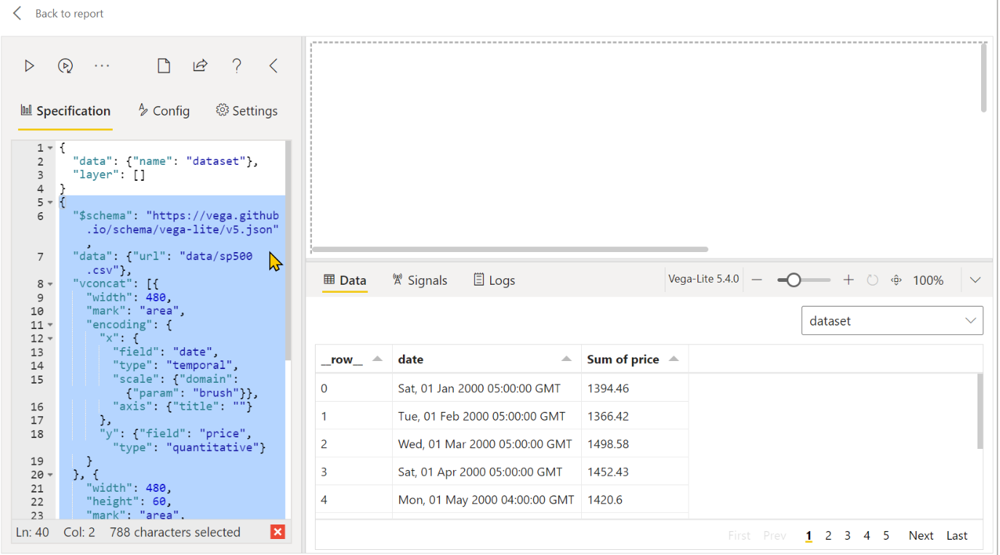 Back to report
Specification Config Settings
1 {
2 "data": {"name": "dataset"},
3 "layer": []
4 }
5 {
6 "$schema": "https://vega.github
.io/schema/vega-lite/v5.json"
,
7 "data": {"url": "data/sp500
.csv"},
8 "vconcat": [{
9 "width": 480,
10 "mark": "area",
11 "encoding": {
12 "x": {
13 "field": "date",
14 "type": "temporal",
15 "scale": {"domain":
{"param": "brush"}},
16 "axis": {"title": ""}
17 },
18 "y": {"field": "price",
"type": "quantitative"}
19 }
20 }, {
21 "width": 480,
22 "height": 60,
23 "mark": "area",
Ln: 40 Col: 2 788 characters selected
Data Signals Logs Vega-Lite 5.4.0 100%
dataset
__row__ date Sum of price
0 Sat, 01 Jan 2000 05:00:00 GMT 1394.46
1 Tue, 01 Feb 2000 05:00:00 GMT 1366.42
2 Wed, 01 Mar 2000 05:00:00 GMT 1498.58
3 Sat, 01 Apr 2000 05:00:00 GMT 1452.43
4 Mon, 01 May 2000 04:00:00 GMT 1420.6
First Prev 1 2 3 4 5 Next Last